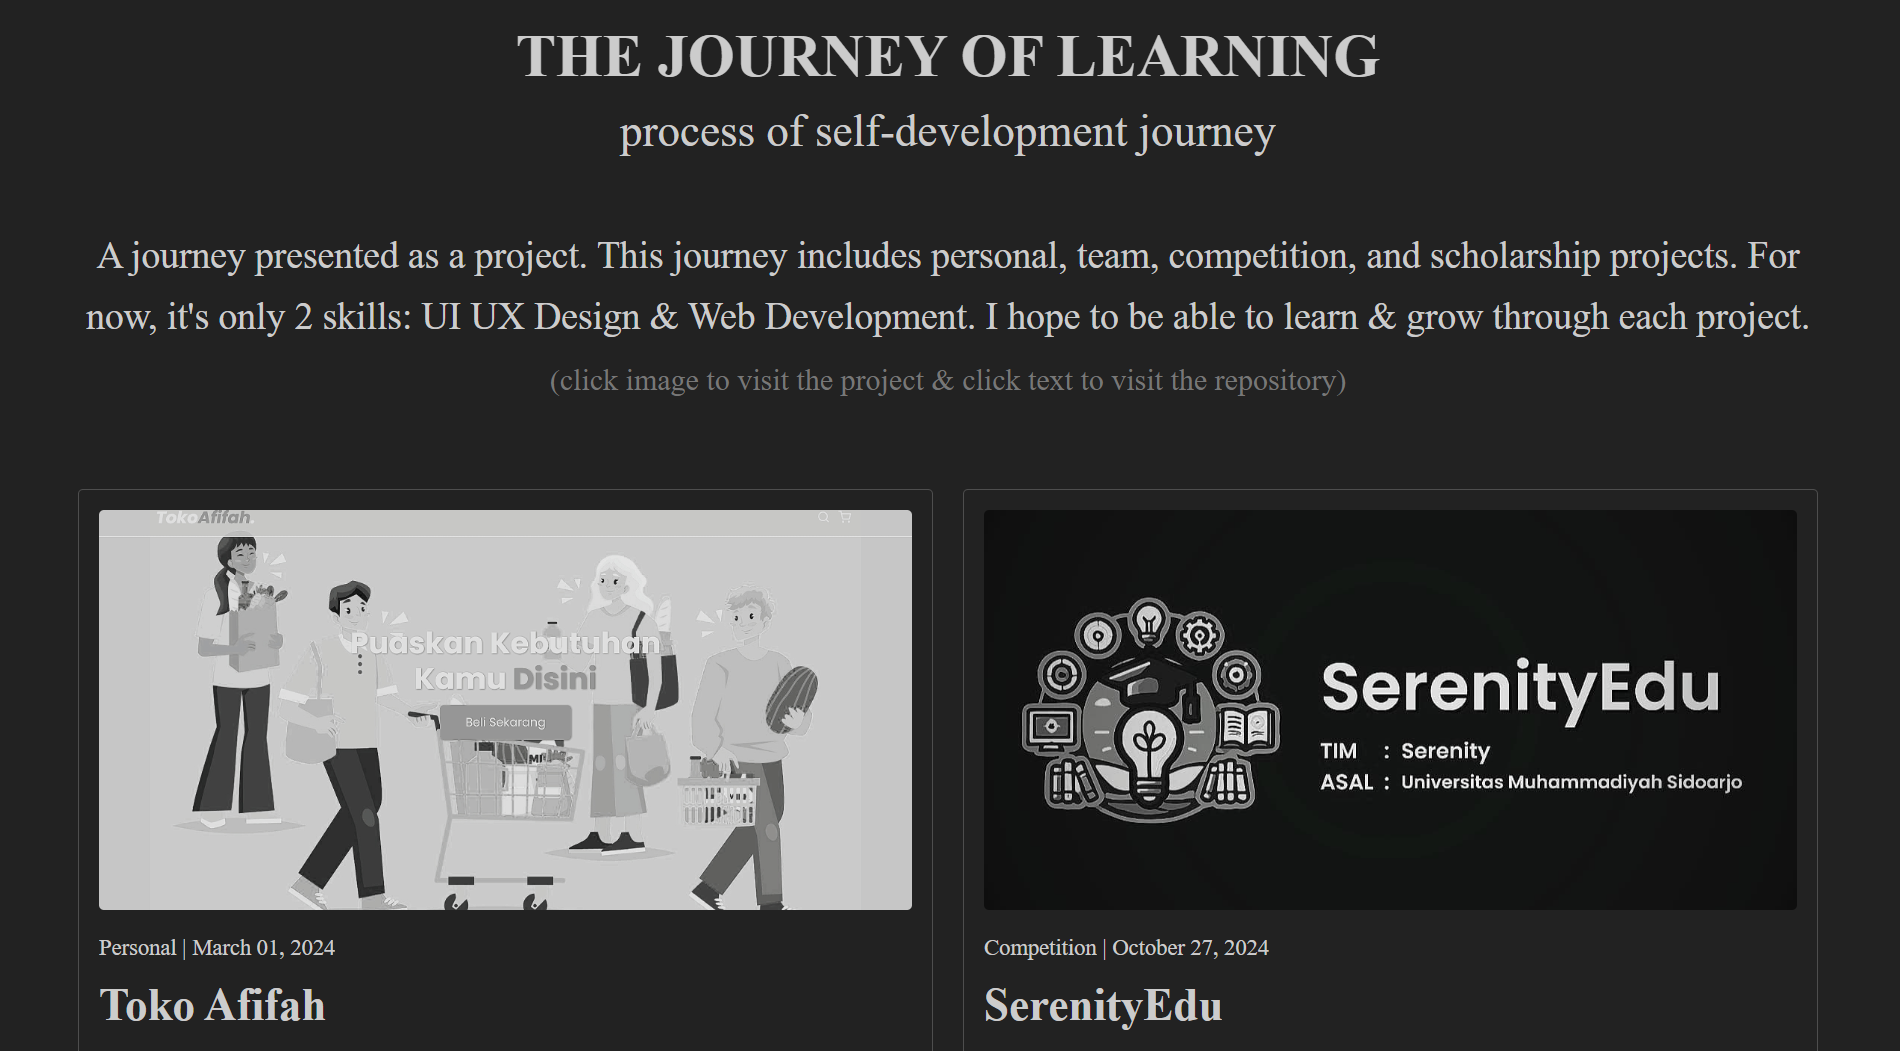 THE JOURNEY OF LEARNING
process of self-development journey
A journey presented as a project. This journey includes personal, team, competition, and scholarship projects. For
now, it's only 2 skills: UI UX Design & Web Development. I hope to be able to learn & grow through each project.
(click image to visit the project & click text to visit the repository)
TokoAfifah.
Puaskan Kebutuhan
Kamu Disini
Beli Sekarang
Personal | March 01, 2024
Toko Afifah
SerenityEdu
TIM : Serenity
ASAL : Universitas Muhammadiyah Sidoarjo
Competition | October 27, 2024
SerenityEdu